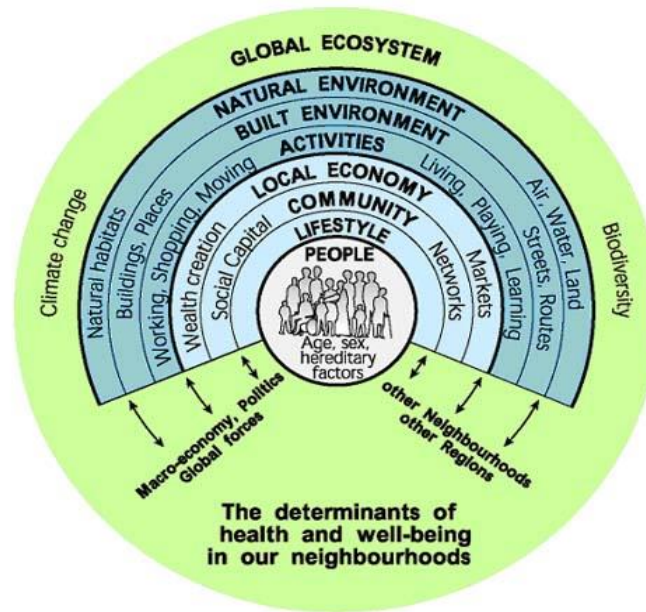 GLOBAL ECOSYSTEM
NATURAL ENVIRONMENT
BUILT ENVIRONMENT
ACTIVITIES
LOCAL ECONOMY
COMMUNITY
LIFESTYLE
PEOPLE
Age, sex,
hereditary
factors
Climate change
Natural habitats
Buildings, Places
Working, Shopping, Moving
Wealth creation
Social Capital
Networks
Markets
Living, Playing, Learning
Streets, Routes
Air, Water, Land
Biodiversity
Macro-economy, Politics
Global forces
other Neighbourhoods
other Regions
The determinants of
health and well-being
in our neighbourhoods